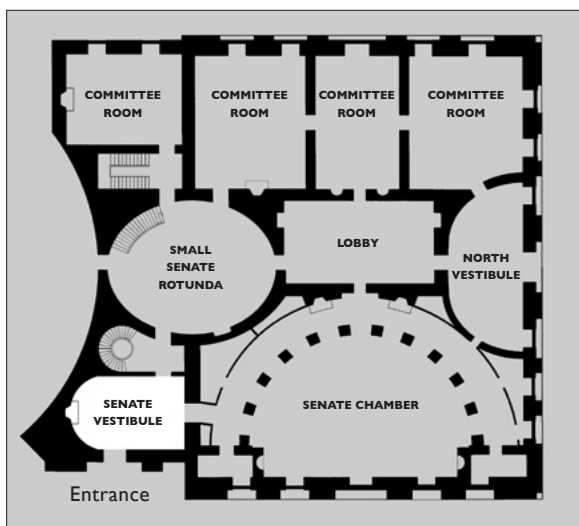 COMMITTEE
ROOM
COMMITTEE
ROOM
COMMITTEE
ROOM
COMMITTEE
ROOM
SMALL
SENATE
ROTUNDA
LOBBY
NORTH
VESTIBULE
SENATE
VESTIBULE
SENATE CHAMBER
Entrance